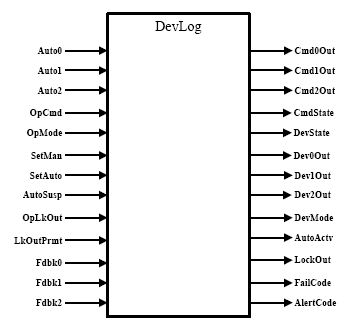 DevLog
Auto0
Cmd0Out
Auto1
Cmd1Out
Auto2
Cmd2Out
OpCmd
CmdState
OpMode
DevState
SetMan
Dev0Out
SetAuto
Dev1Out
AutoSusp
Dev2Out
OpLkOut
DevMode
LkOutPrmt
AutoActv
Fdbk0
LockOut
Fdbk1
FailCode
Fdbk2
AlertCode